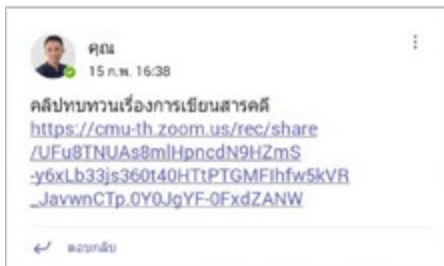 คุณ
15 ก.พ. 16:38
คลิปทบทวนเรื่องการเขียนสารคดี
https://cmu-th.zoom.us/rec/share
/UFu8TNUAs8mlHpncdN9HZmS
-y6xLb33js360t40HTtPTGMFIhfw5kVR
_JavwnCTp.0Y0JgYF-0FxdZANW
ตอบกลับ